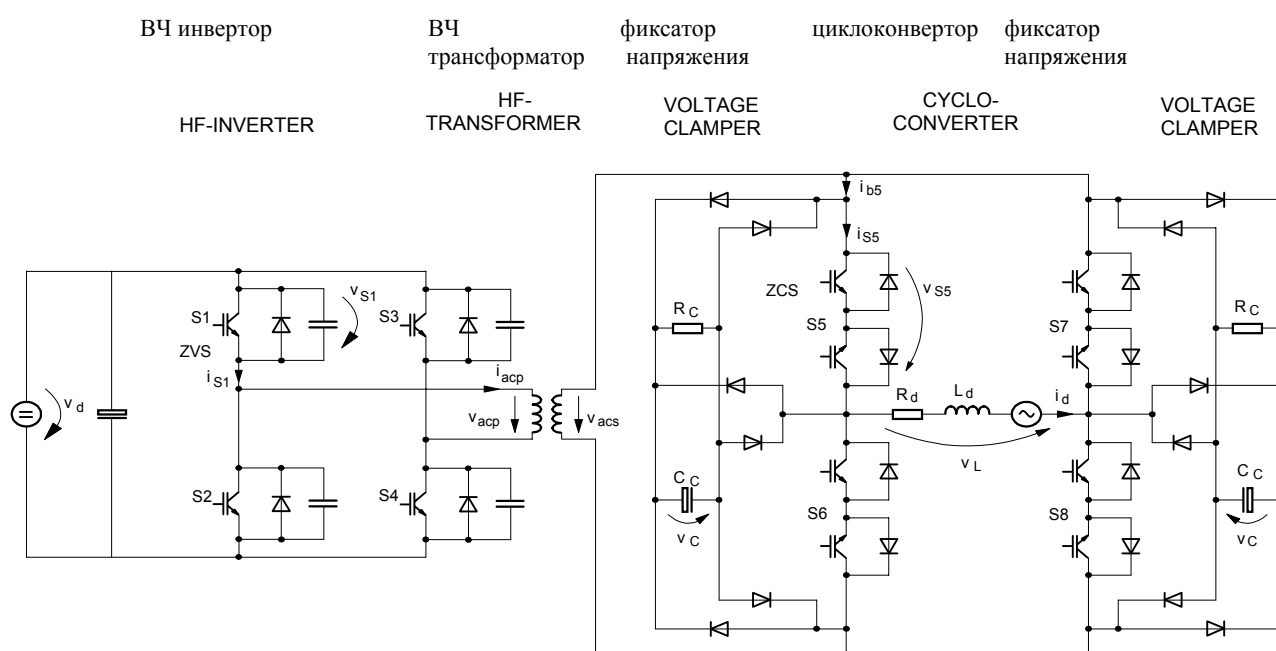 ВЧ инвертор
ВЧ
трансформатор
фиксатор
напряжения
циклоконвертор
фиксатор
напряжения
HF-INVERTER
HF-
TRANSFORMER
VOLTAGE
CLAMPER
CYCLO-
CONVERTER
VOLTAGE
CLAMPER
i b5
i S5
S1
v S1
S3
ZVS
i S1
i acp
v d
v acp
v acs
S2
S4
R C
ZCS
v S5
S5
S7
R C
R d
L d
i d
v L
C C
v C
S6
S8
C C
v C